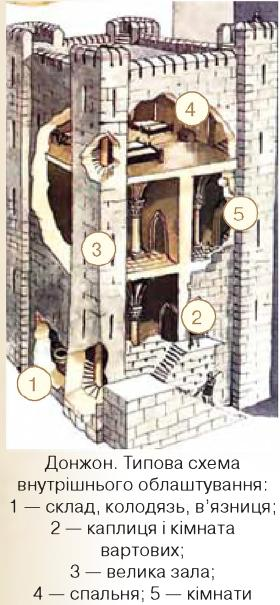 4
5
3
2
1
Донжон. Типова схема
внутрішнього облаштування:
1 — склад, колодязь, в'язниця;
2 — каплиця і кімната
вартових;
3 — велика зала;
4 — спальня; 5 — кімнати